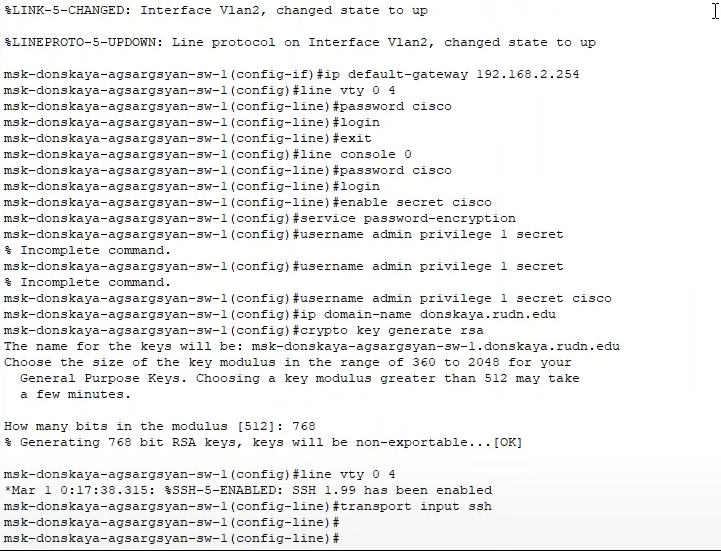 %LINK-5-CHANGED: Interface Vlan2, changed state to up
%LINEPROTO-5-UPDOWN: Line protocol on Interface Vlan2, changed state to up
msk-donskaya-agsargsyan-sw-1(config-if)#ip default-gateway 192.168.2.254
msk-donskaya-agsargsyan-sw-1(config)#line vty 0 4
msk-donskaya-agsargsyan-sw-1(config-line)#password cisco
msk-donskaya-agsargsyan-sw-1(config-line)#login
msk-donskaya-agsargsyan-sw-1(config-line)#exit
msk-donskaya-agsargsyan-sw-1(config)#line console 0
msk-donskaya-agsargsyan-sw-1(config-line)#password cisco
msk-donskaya-agsargsyan-sw-1(config-line)#login
msk-donskaya-agsargsyan-sw-1(config-line)#enable secret cisco
msk-donskaya-agsargsyan-sw-1(config)#service password-encryption
msk-donskaya-agsargsyan-sw-1(config)#username admin privilege 1 secret
% Incomplete command.
msk-donskaya-agsargsyan-sw-1(config)#username admin privilege 1 secret
% Incomplete command.
msk-donskaya-agsargsyan-sw-1(config)#username admin privilege 1 secret cisco
msk-donskaya-agsargsyan-sw-1(config)#ip domain-name donskaya.rudn.edu
msk-donskaya-agsargsyan-sw-1(config)#crypto key generate rsa
The name for the keys will be: msk-donskaya-agsargsyan-sw-1.donskaya.rudn.edu
Choose the size of the key modulus in the range of 360 to 2048 for your
General Purpose Keys. Choosing a key modulus greater than 512 may take
a few minutes.
How many bits in the modulus [512]: 768
% Generating 768 bit RSA keys, keys will be non-exportable...[OK]
msk-donskaya-agsargsyan-sw-1(config)#line vty 0 4
*Mar 1 0:17:38.315: %SSH-5-ENABLED: SSH 1.99 has been enabled
msk-donskaya-agsargsyan-sw-1(config-line)#transport input ssh
msk-donskaya-agsargsyan-sw-1(config-line)#
msk-donskaya-agsargsyan-sw-1(config-line)#